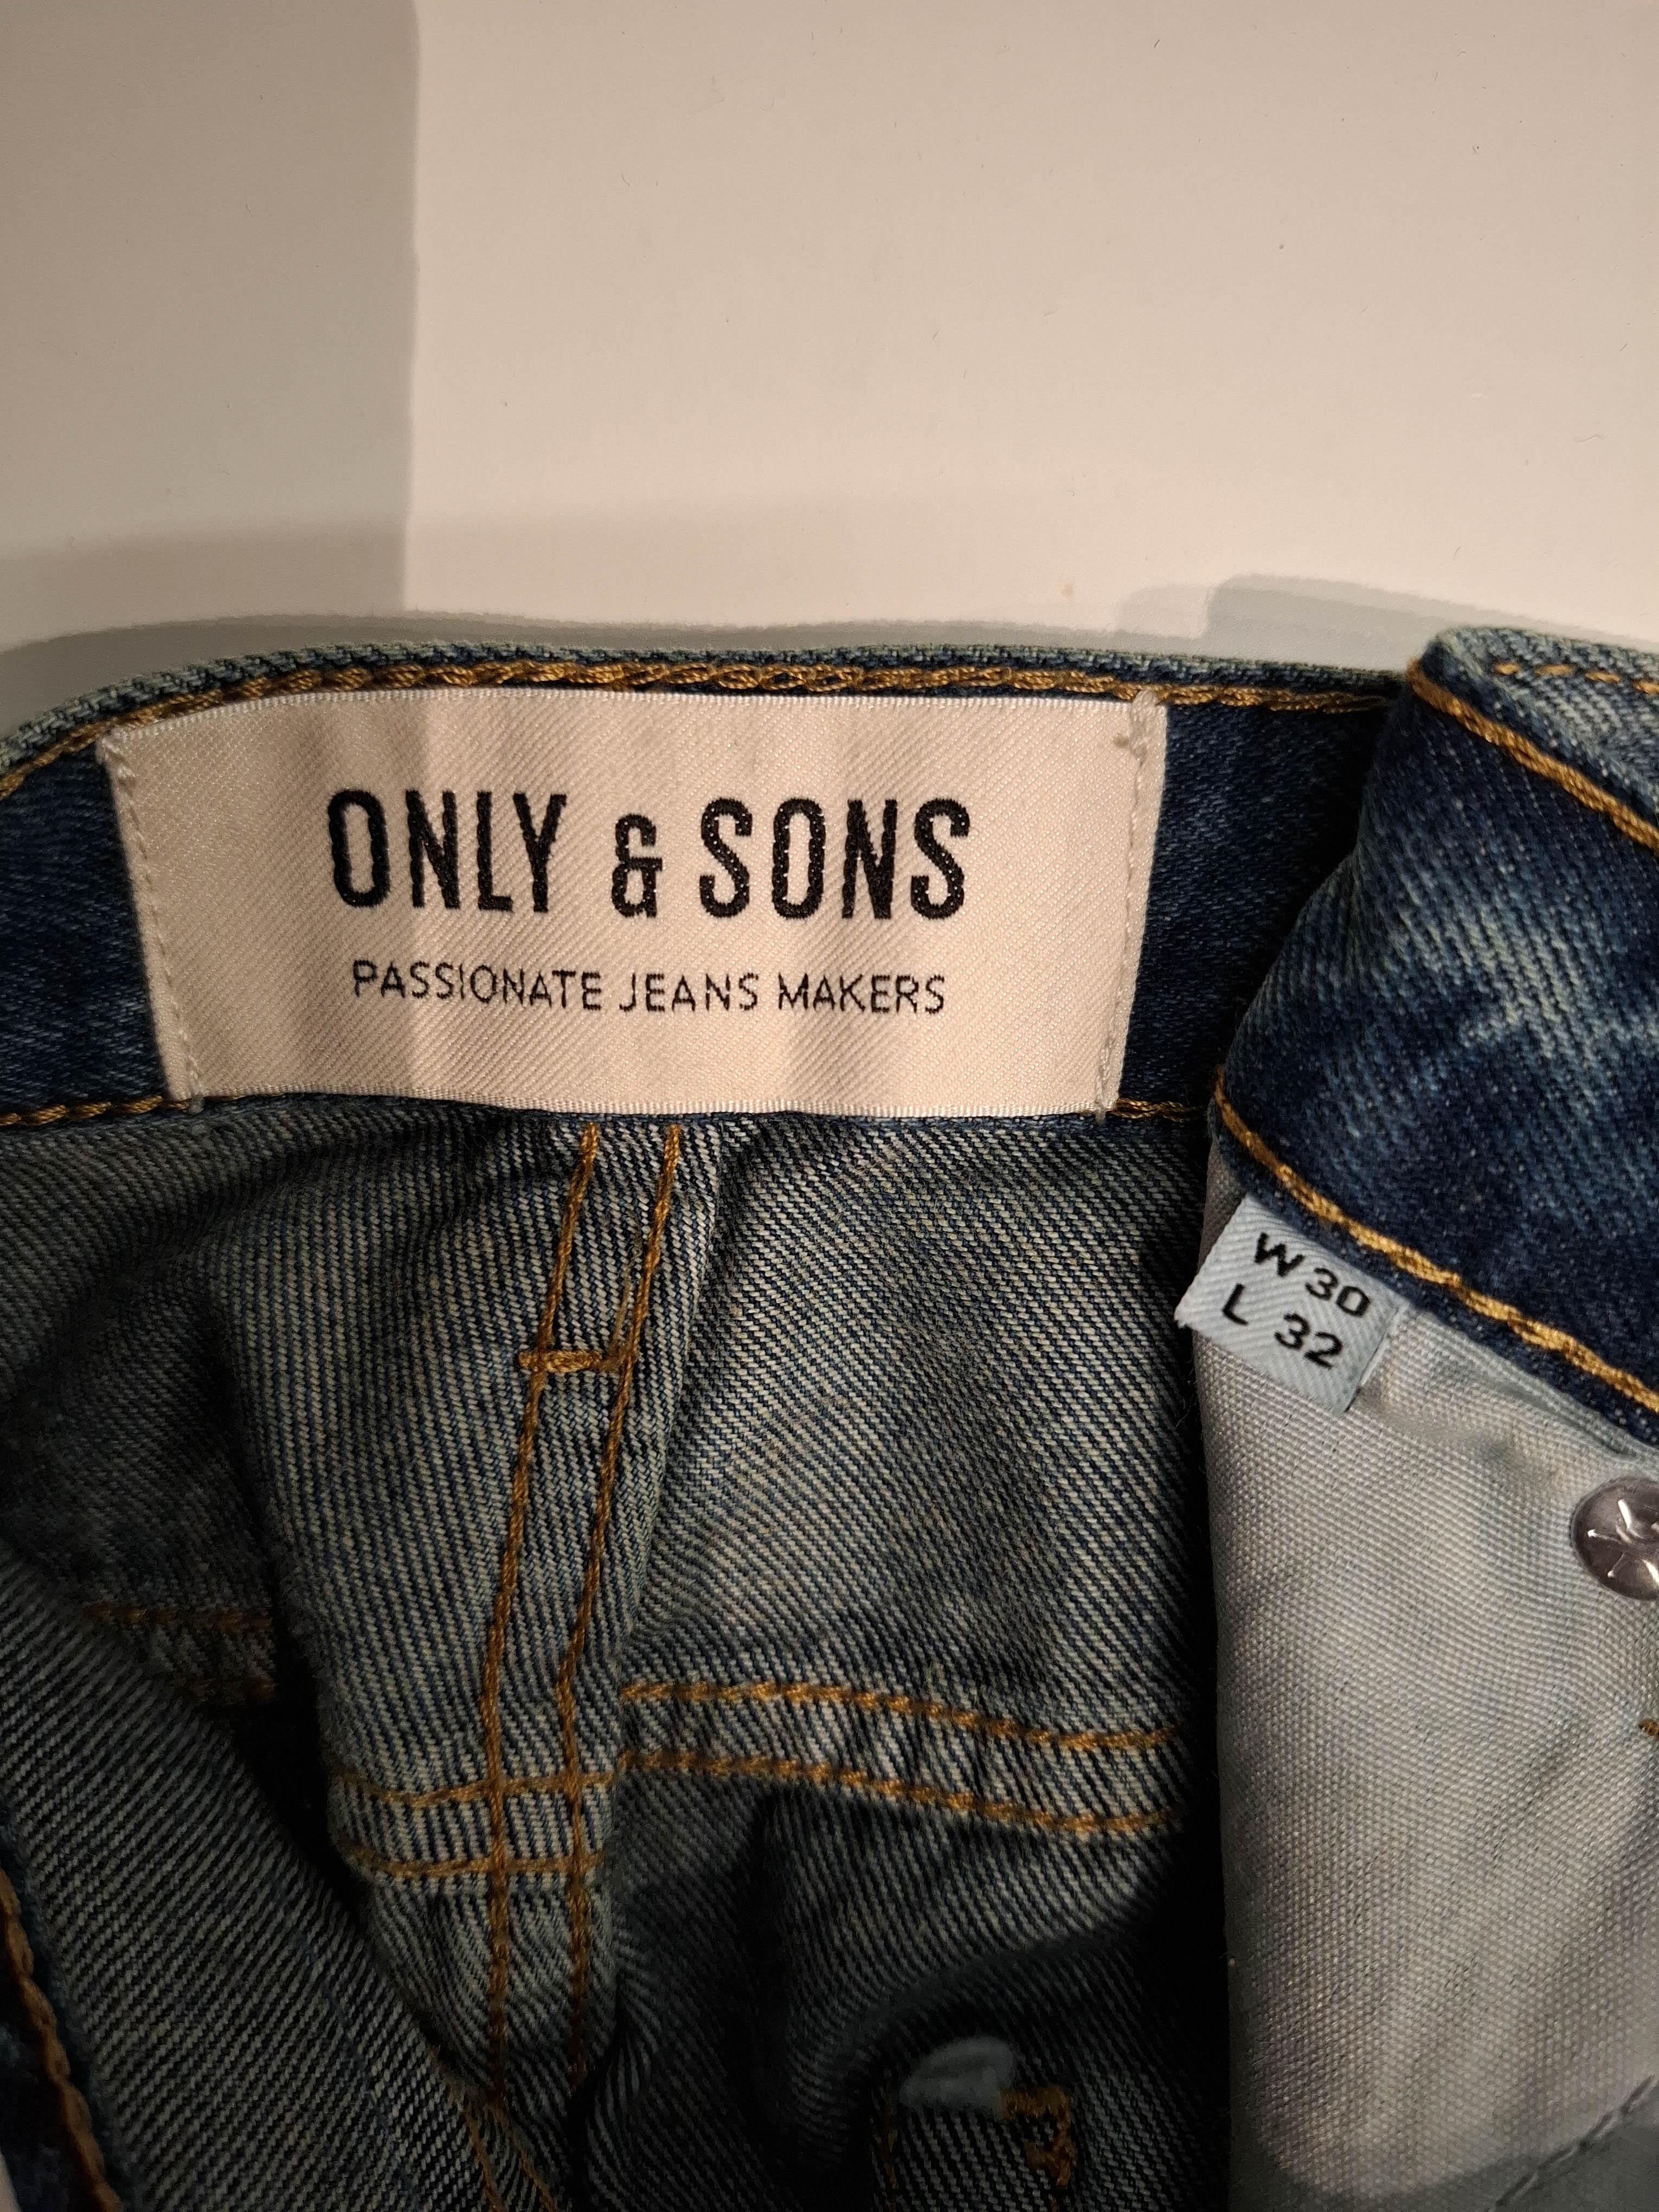 ONLY & SONS
PASSIONATE JEANS MAKERS
W 30
L 32